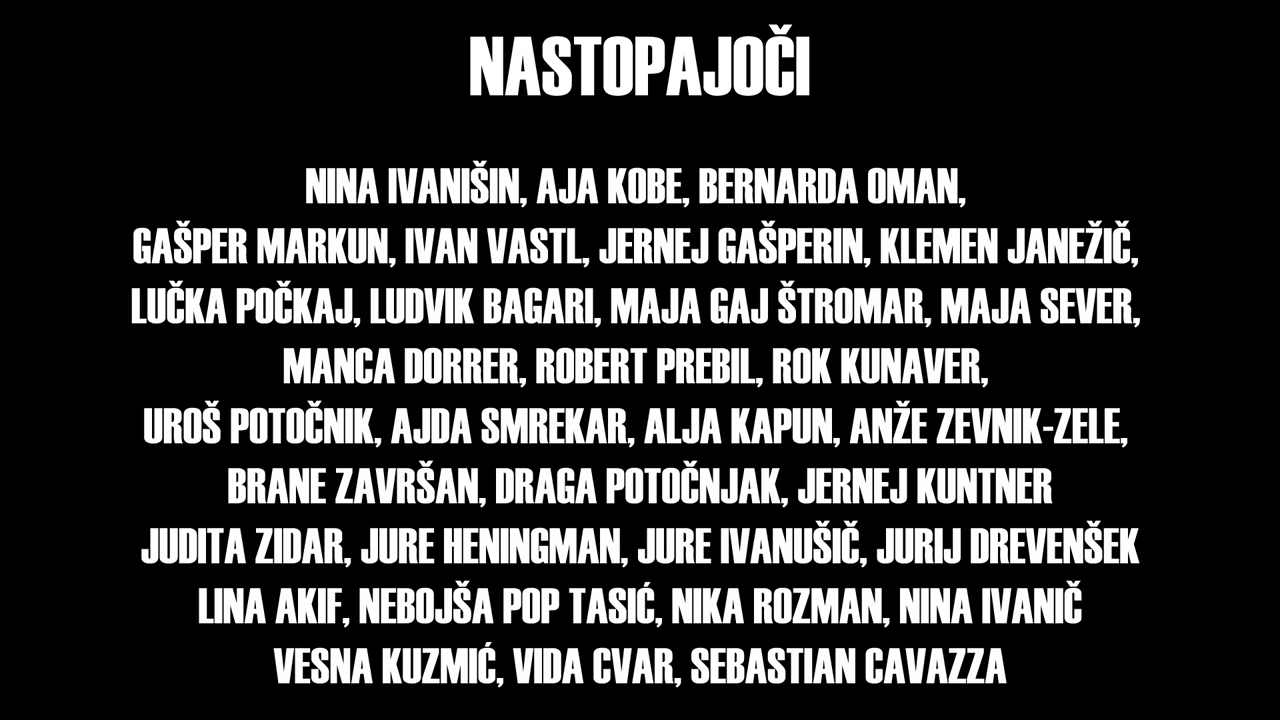 NASTOPAJOČI
NINA IVANIŠIN, AJA KOBE, BERNARDA OMAN,
GAŠPER MARKUN, IVAN VASTL, JERNEJ GAŠPERIN, KLEMEN JANEŽIČ,
LUČKA POČKAJ, LUDVIK BAGARI, MAJA GAJ ŠTROMAR, MAJA SEVER,
MANCA DORRER, ROBERT PREBIL, ROK KUNAVER,
UROŠ POTOČNIK, AJDA SMREKAR, ALJA KAPUN, ANŽE ZEVNIK-ZELE,
BRANE ZAVRŠAN, DRAGA POTOČNJAK, JERNEJ KUNTNER
JUDITA ZIDAR, JURE HENINGMAN, JURE IVANUŠIČ, JURIJ DREVENŠEK
LINA AKIF, NEBOJŠA POP TASIĆ, NIKA ROZMAN, NINA IVANIČ
VESNA KUZMIĆ, VIDA CVAR, SEBASTIAN CAVAZZA